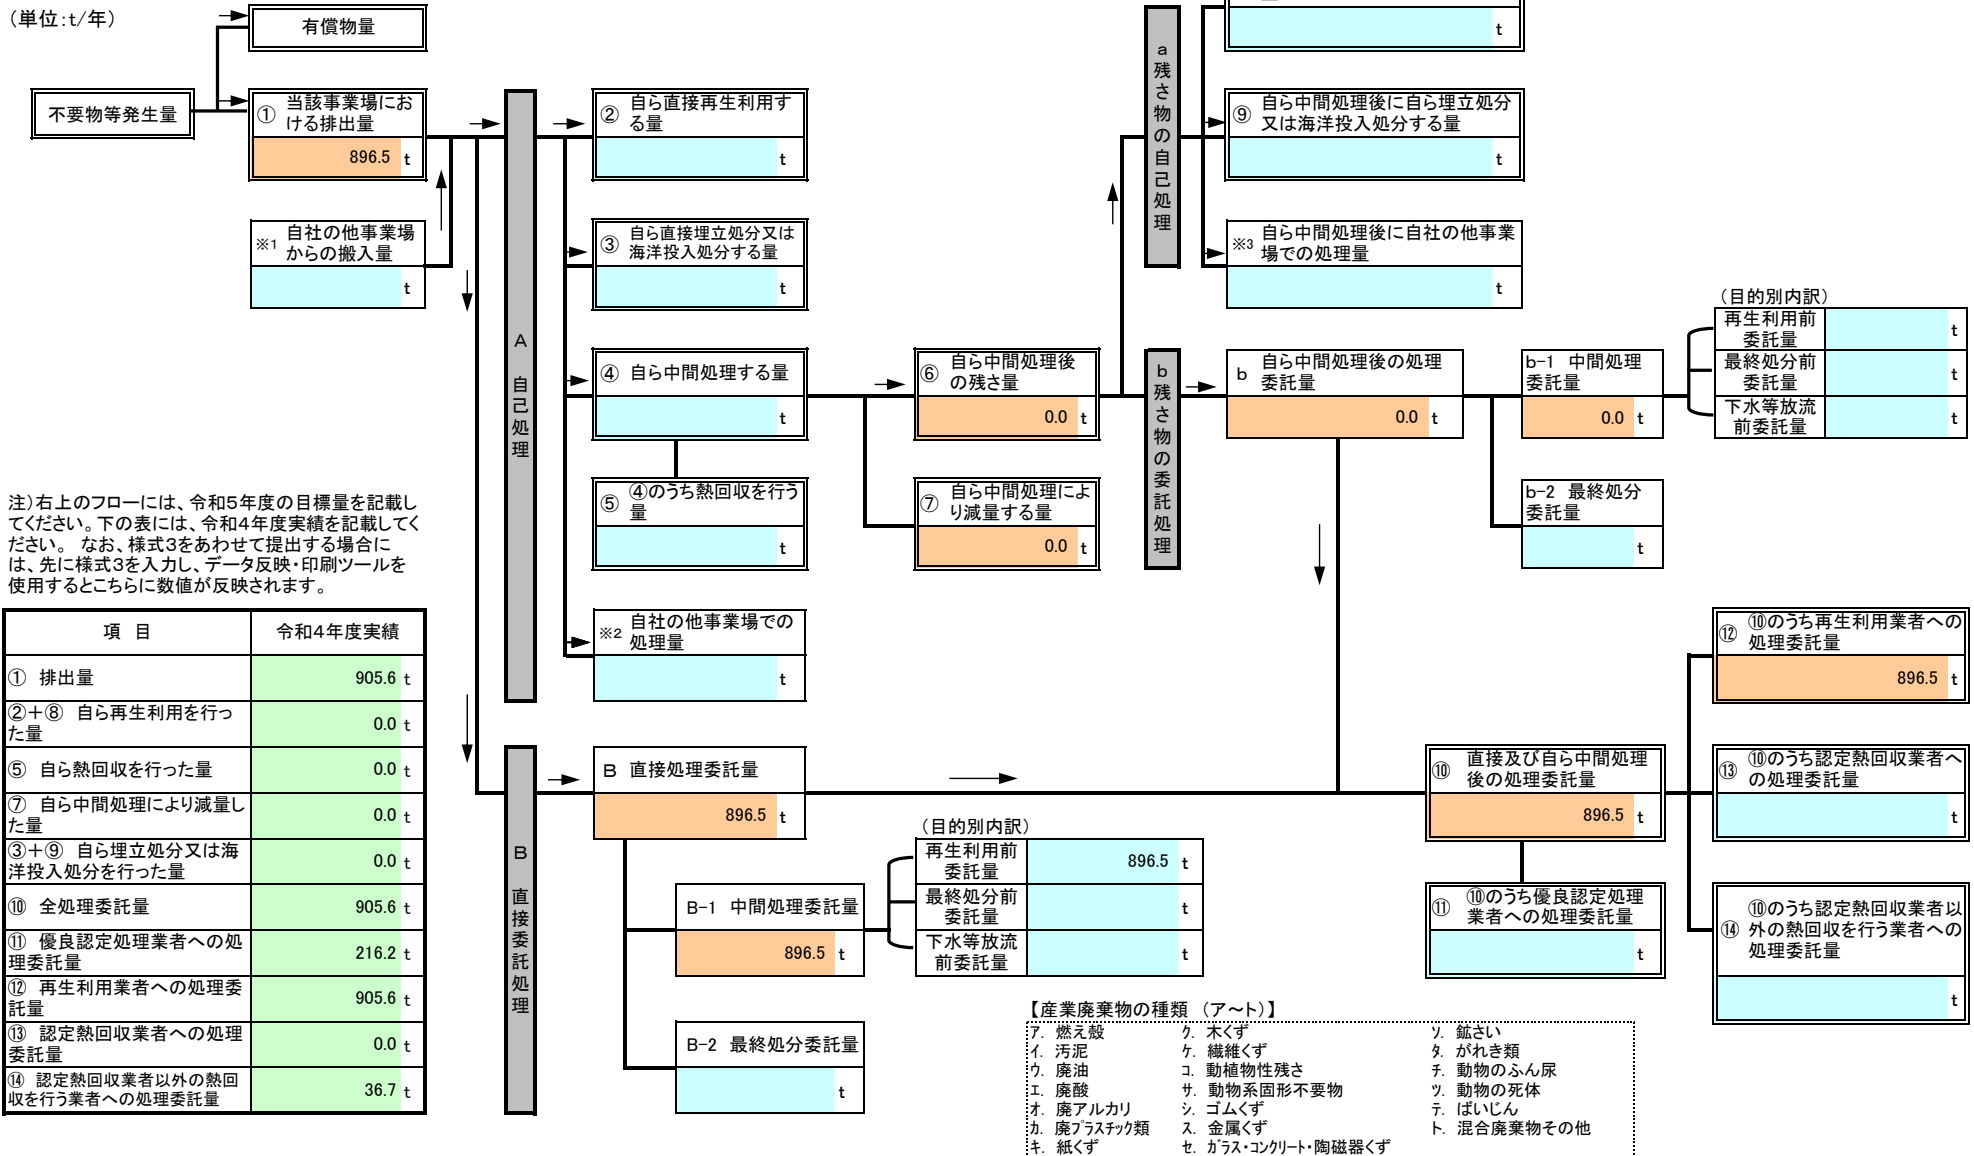 (単位:t/年)
有償物量
不要物等発生量
① 当該事業場にお
ける排出量
896.5 t
※1 自社の他事業場
からの搬入量
t
A 自己処理
② 自ら直接再生利用す
る量
t
③ 自ら直接埋立処分又は
海洋投入処分する量
t
④ 自ら中間処理する量
t
⑤ ④のうち熱回収を行う
量
t
※2 自社の他事業場での
処理量
t
⑥ 自ら中間処理後
の残さ量
0.0 t
⑦ 自ら中間処理によ
り減量する量
0.0 t
a 残さ物の自己処理
t
⑨ 自ら中間処理後に自ら埋立処分
又は海洋投入処分する量
t
※3 自ら中間処理後に自社の他事業
場での処理量
t
b 残さ物の委託処理
b 自ら中間処理後の処理
委託量
0.0 t
b-1 中間処理
委託量
0.0 t
(目的別内訳)
再生利用前
委託量
t
最終処分前
委託量
t
下水等放流
前委託量
t
b-2 最終処分
委託量
t
注)右上のフローには、令和5年度の目標量を記載し
てください。下の表には、令和4年度実績を記載してく
ださい。 なお、様式3をあわせて提出する場合に
は、先に様式3を入力し、データ反映・印刷ツールを
使用するとこちらに数値が反映されます。
項 目 令和4年度実績
① 排出量 905.6 t
②+⑧ 自ら再生利用を行っ
た量 0.0 t
⑤ 自ら熱回収を行った量 0.0 t
⑦ 自ら中間処理により減量し
た量 0.0 t
③+⑨ 自ら埋立処分又は海
洋投入処分を行った量 0.0 t
⑩ 全処理委託量 905.6 t
⑪ 優良認定処理業者への処
理委託量 216.2 t
⑫ 再生利用業者への処理委
託量 905.6 t
⑬ 認定熱回収業者への処理
委託量 0.0 t
⑭ 認定熱回収業者以外の熱回
収を行う業者への処理委託量 36.7 t
B 直接委託処理
B 直接処理委託量
896.5 t
B-1 中間処理委託量
896.5 t
B-2 最終処分委託量
t
(目的別内訳)
再生利用前
委託量
896.5 t
最終処分前
委託量
t
下水等放流
前委託量
t
⑩ 直接及び自ら中間処理
後の処理委託量
896.5 t
⑪ ⑩のうち優良認定処理
業者への処理委託量
t
⑫ ⑩のうち再生利用業者への
処理委託量
896.5 t
⑬ ⑩のうち認定熱回収業者へ
の処理委託量
t
⑭ ⑩のうち認定熱回収業者以
外の熱回収を行う業者への
処理委託量
t
【産業廃棄物の種類 (ア~ト)】
ア. 燃え殻 ク. 木くず ソ. 鉱さい
イ. 汚泥 ケ. 繊維くず タ. がれき類
ウ. 廃油 コ. 動植物性残さ チ. 動物のふん尿
エ. 廃酸 サ. 動物系固形不要物 ツ. 動物の死体
オ. 廃アルカリ シ. ゴムくず テ. ばいじん
カ. 廃プラスチック類 ス. 金属くず ト. 混合廃棄物その他
キ. 紙くず セ. ガラス・コンクリート・陶磁器くず